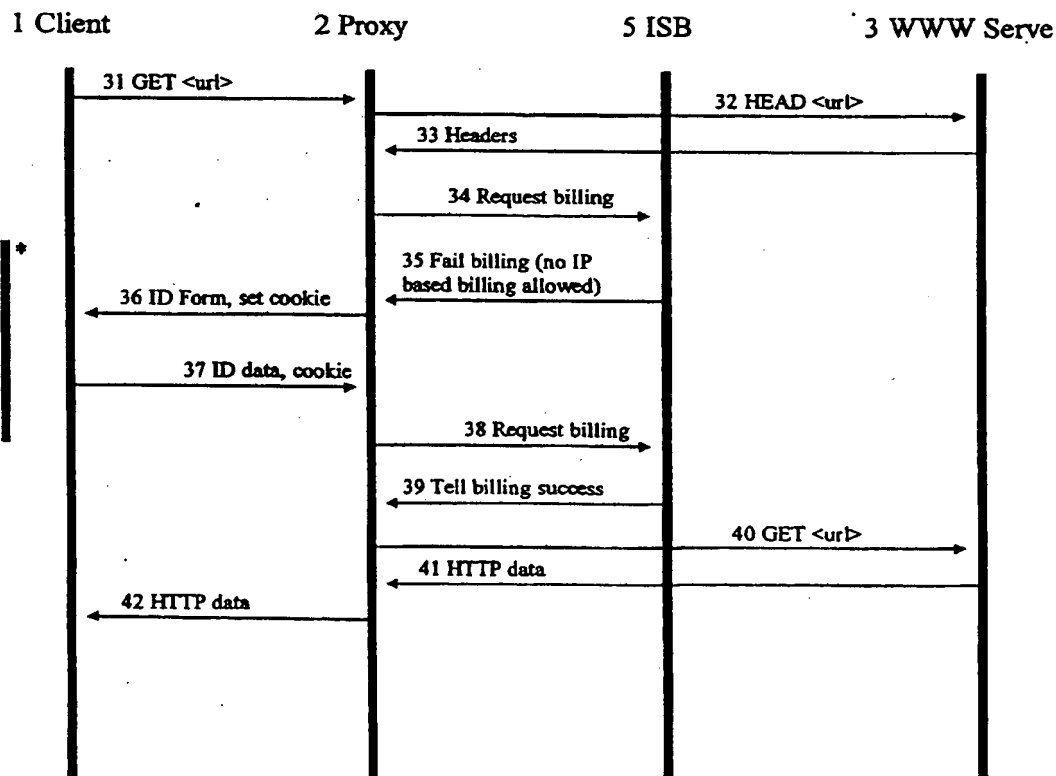 1 Client 2 Proxy 5 ISB 3 WWW Serve
31 GET <url>
32 HEAD <url>
33 Headers
34 Request billing
*
35 Fail billing (no IP
based billing allowed)
36 ID Form, set cookie
37 ID data, cookie
38 Request billing
39 Tell billing success
40 GET <url>
41 HTTP data
42 HTTP data